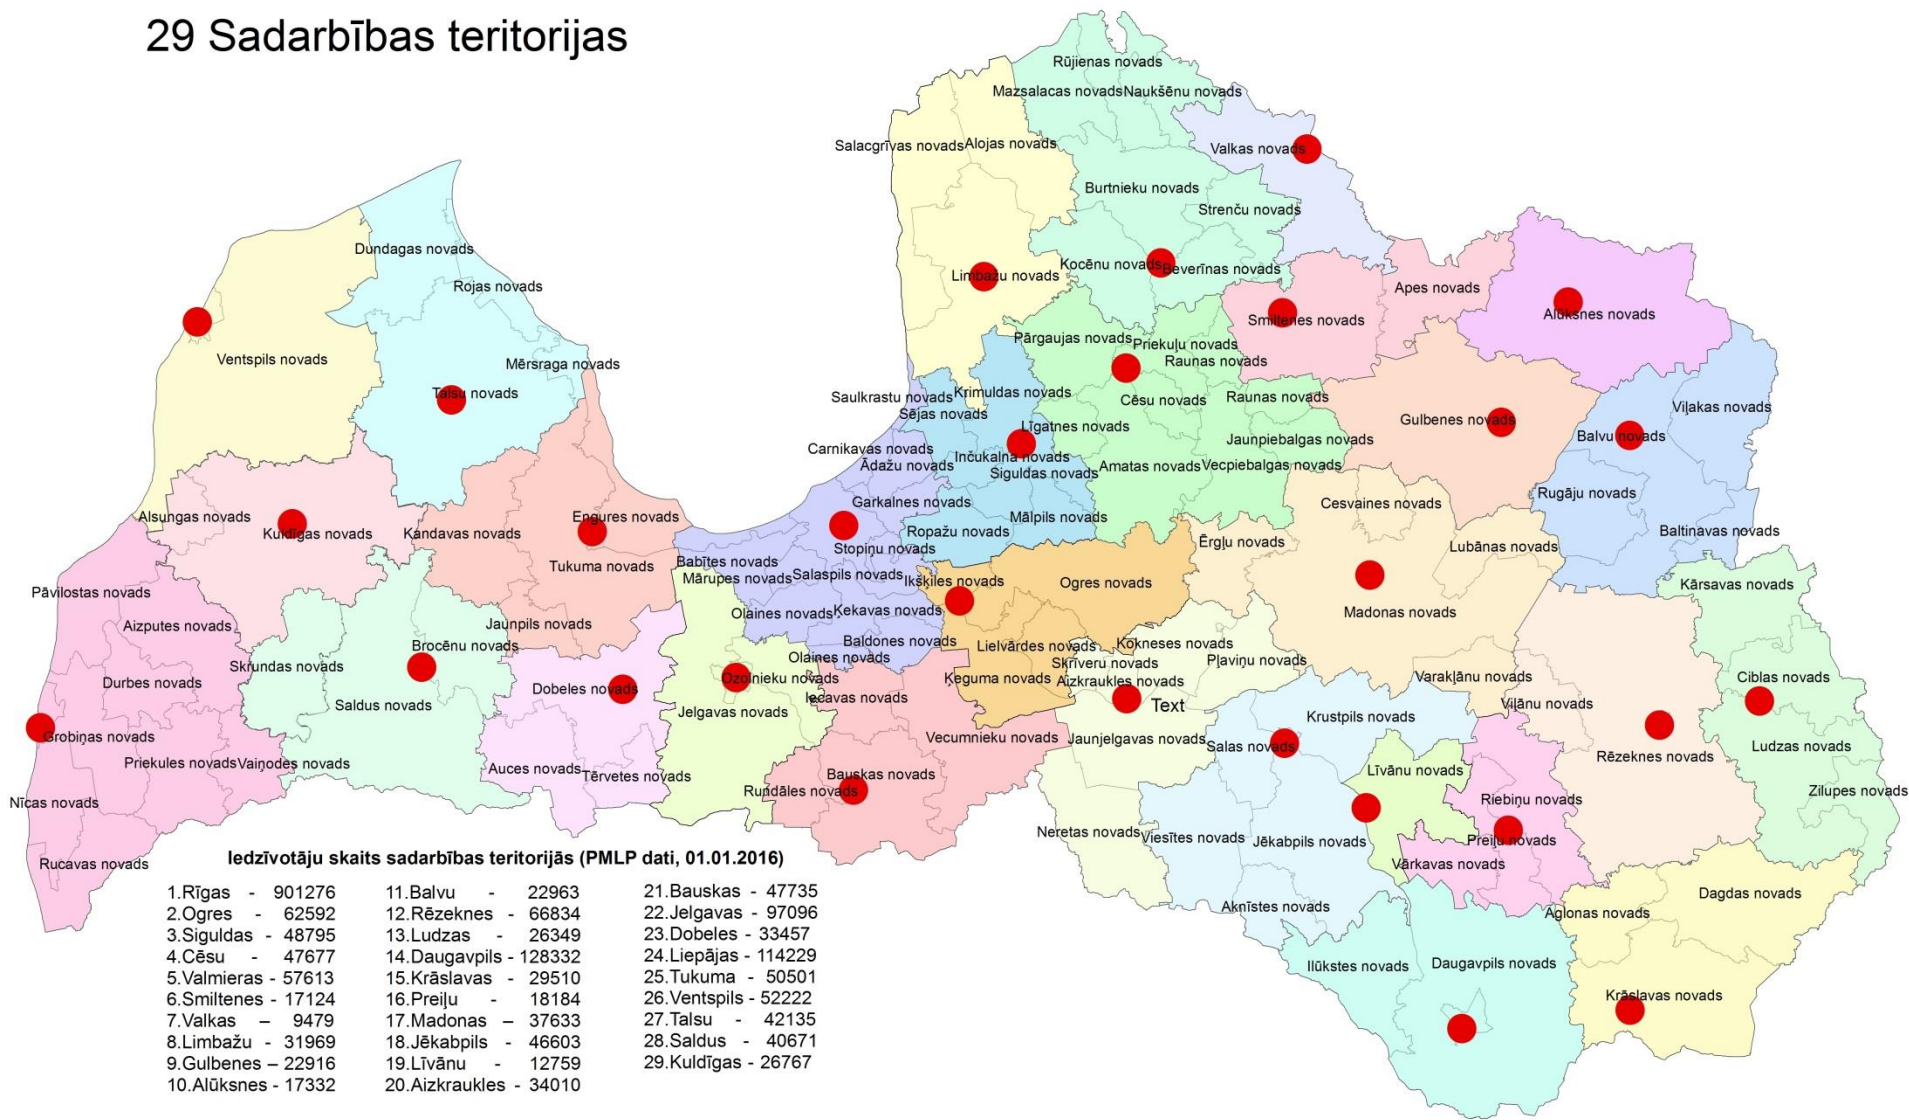 29 Sadarbības teritorijas
Rūjienas novads
Mazsalacas novads
Naukšēnu novads
Salacgrīvas novads
Alojas novads
Valkas novads
Burtnieku novads
Strenču novads
Dundagas novads
Kocēnu novads
Beverīnas novads
Limbažu novads
Rojas novads
Apes novads
Alūksnes novads
Smiltenes novads
Ventspils novads
Mērsraga novads
Pārgaujas novads
Priekuļu novads
Raunas novads
Talsu novads
Saulkrastu novads
Krimuldas novads
Cēsu novads
Raunas novads
Sējas novads
Līgatnes novads
Gulbenes novads
Viļakas novads
Balvu novads
Jaunpiebalgas novads
Carnikavas novads
Inčukalna novads
Ādažu novads
Siguldas novads
Amatas novads
Vecpiebalgas novads
Rugāju novads
Garkalnes novads
Mālpils novads
Cesvaines novads
Alsungas novads
Kuldīgas novads
Kandavas novads
Engures novads
Ropažu novads
Baltinavas novads
Ērgļu novads
Lubānas novads
Stopiņu novads
Babītes novads
Tukuma novads
Mārupes novads
Salaspils novads
Ikšķiles novads
Ogres novads
Kārsavas novads
Pāvilostas novads
Olaines novads
Ķekavas novads
Madonas novads
Aizputes novads
Jaunpils novads
Brocēnu novads
Baldones novads
Lielvārdes novads
Kokneses novads
Olaines novads
Skrīveru novads
Pļaviņu novads
Skrundas novads
Ozolnieku novads
Ķeguma novads
Aizkraukles novads
Varakļānu novads
Ciblas novads
Durbes novads
Dobeles novads
Iecavas novads
Viļānu novads
Saldus novads
Jelgavas novads
Text
Krustpils novads
Grobiņas novads
Vecumnieku novads
Jaunjelgavas novads
Salas novads
Ludzas novads
Rēzeknes novads
Priekules novads
Vaiņodes novads
Auces novads
Tērvetes novads
Bauskas novads
Rundāles novads
Līvānu novads
Zilupes novads
Nīcas novads
Riebiņu novads
Neretas novads
Viesītes novads
Jēkabpils novads
Preiļu novads
Rucavas novads
Vārkavas novads
Dagdas novads
Aknīstes novads
Aglonas novads
Ilūkstes novads
Daugavpils novads
Krāslavas novads
Iedzīvotāju skaits sadarbības teritorijās (PMLP dati, 01.01.2016)
1.Rīgas - 901276
2.Ogres - 62592
3.Siguldas - 48795
4.Cēsu - 47677
5.Valmieras - 57613
6.Smiltenes - 17124
7.Valkas – 9479
8.Limbažu - 31969
9.Gulbenes – 22916
10.Alūksnes - 17332
11.Balvu - 22963
12.Rēzeknes - 66834
13.Ludzas - 26349
14.Daugavpils - 128332
15.Krāslavas - 29510
16.Preiļu - 18184
17.Madonas – 37633
18.Jēkabpils - 46603
19.Līvānu - 12759
20.Aizkraukles - 34010
21.Bauskas - 47735
22.Jelgavas - 97096
23.Dobeles - 33457
24.Liepājas - 114229
25.Tukuma - 50501
26.Ventspils - 52222
27.Talsu - 42135
28.Saldus - 40671
29.Kuldīgas - 26767